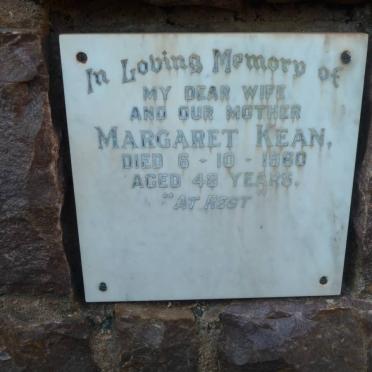 In Loving Memory of
MY DEAR WIFE
AND OUR MOTHER
MARGARET KEAN,
DIED 6 - 10 - 1960
AGED 48 YEARS.
"AT REST"